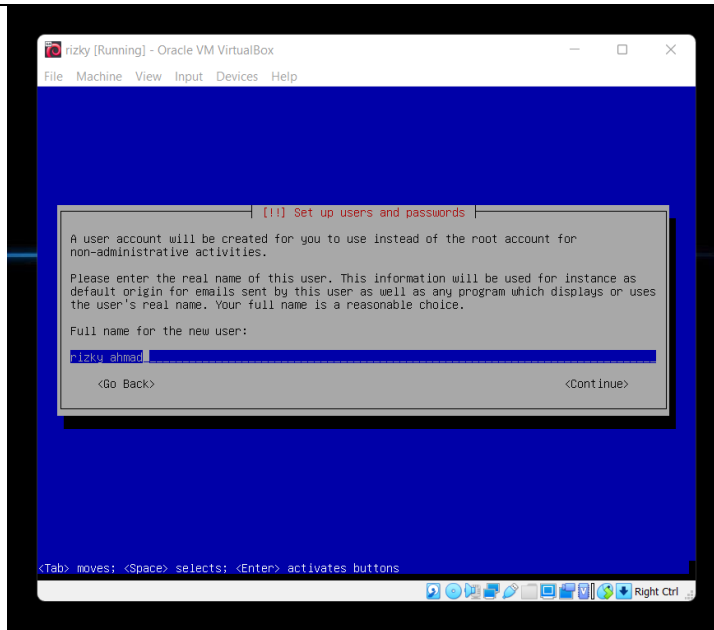 rizky [Running] - Oracle VM VirtualBox
File Machine View Input Devices Help
[!!] Set up users and passwords
A user account will be created for you to use instead of the root account for
non-administrative activities.
Please enter the real name of this user. This information will be used for instance as
default origin for emails sent by this user as well as any program which displays or uses
the user's real name. Your full name is a reasonable choice.
Full name for the new user:
rizky ahmad
<Go Back> <Continue>
<Tab> moves; <Space> selects; <Enter> activates buttons
Right Ctrl